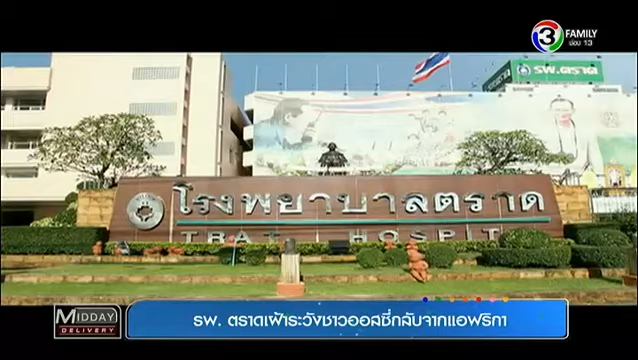 3 FAMILY
ช่อง 13
รพ.ตราด
โรงพยาบาลตราด
TRAT HOSPIT
MIDDAY
DELIVERY
รพ. ตราดเฝ้าระวังชาวออสซี่กลับจากแอฟริกา